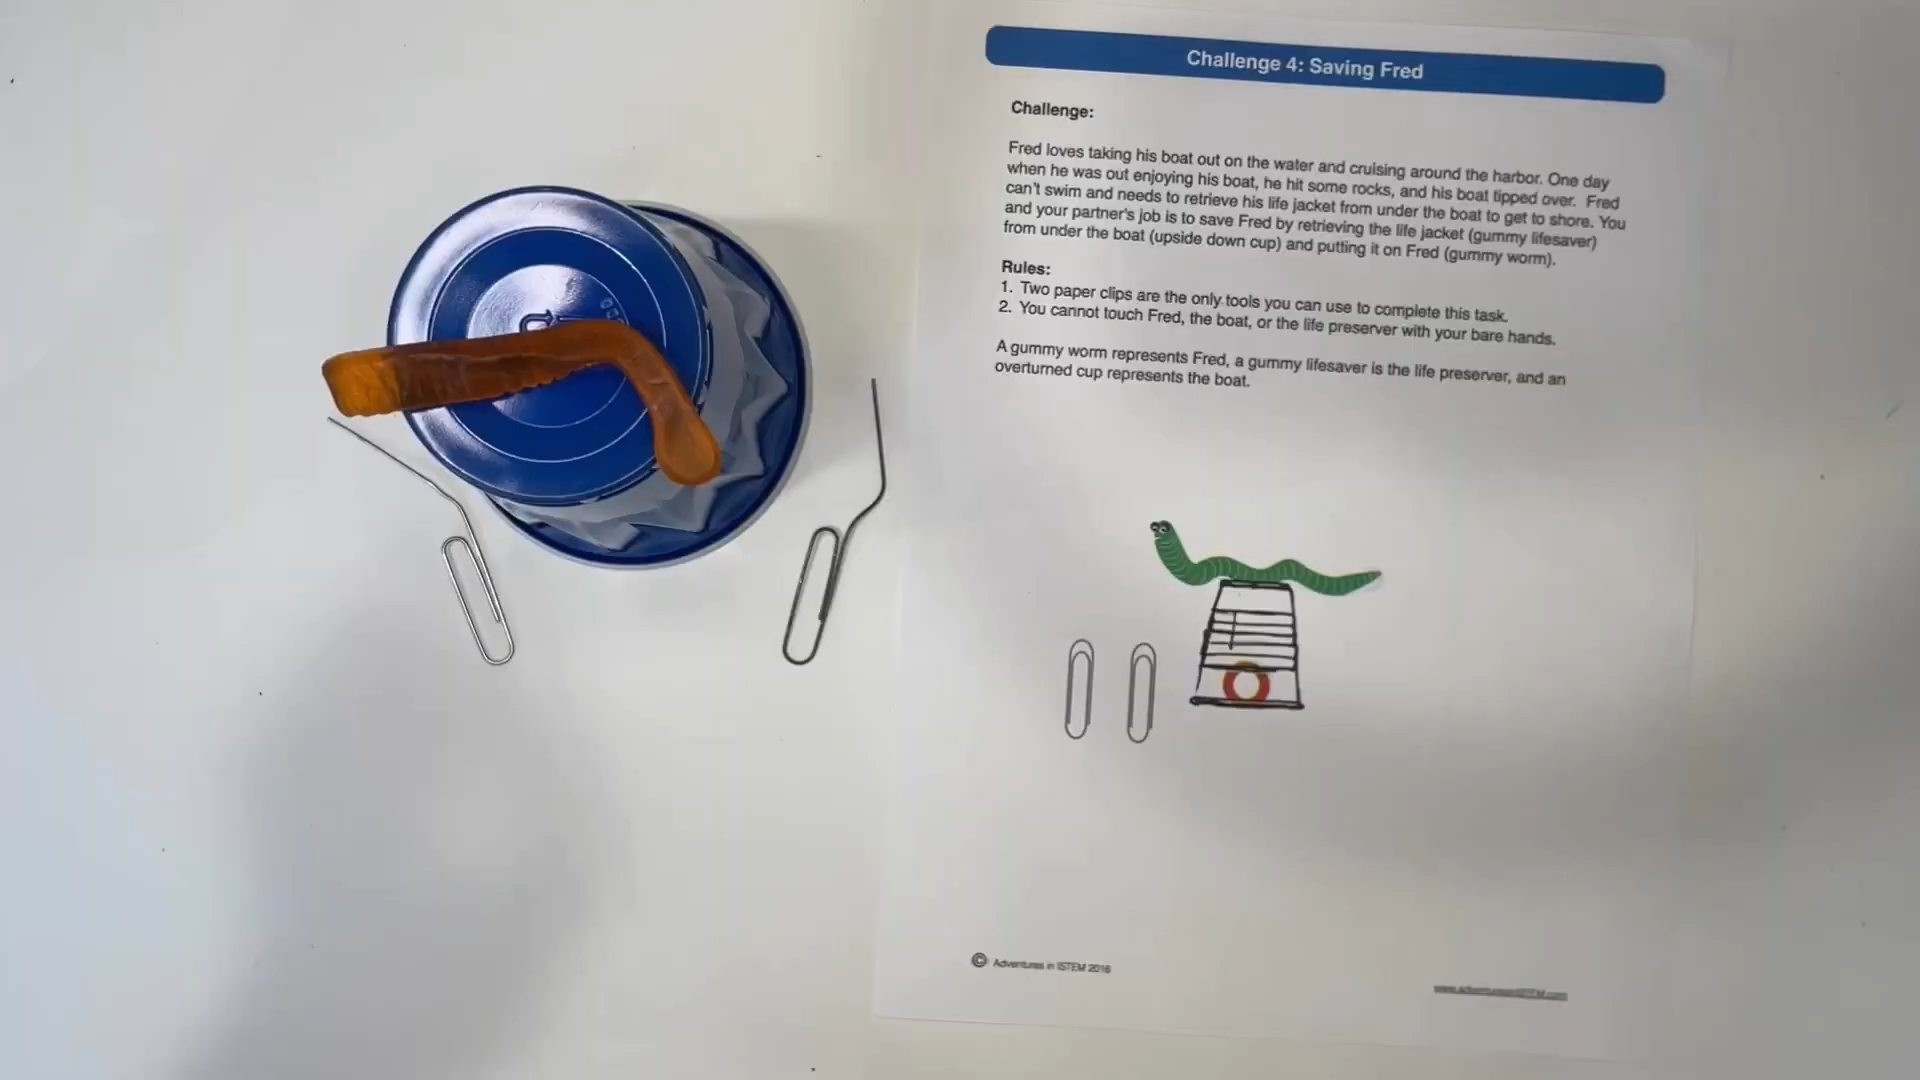 Challenge 4: Saving Fred
Challenge:
Fred loves taking his boat out on the water and cruising around the harbor. One day
when he was out enjoying his boat, he hit some rocks, and his boat tipped over. Fred
can't swim and needs to retrieve his life jacket from under the boat to get to shore. You
and your partner's job is to save Fred by retrieving the life jacket (gummy lifesaver)
from under the boat (upside down cup) and putting it on Fred (gummy worm).
Rules:
1. Two paper clips are the only tools you can use to complete this task.
2. You cannot touch Fred, the boat, or the life preserver with your bare hands.
A gummy worm represents Fred, a gummy lifesaver is the life preserver, and an
overturned cup represents the boat.
© Adventures in ISTEM 2016